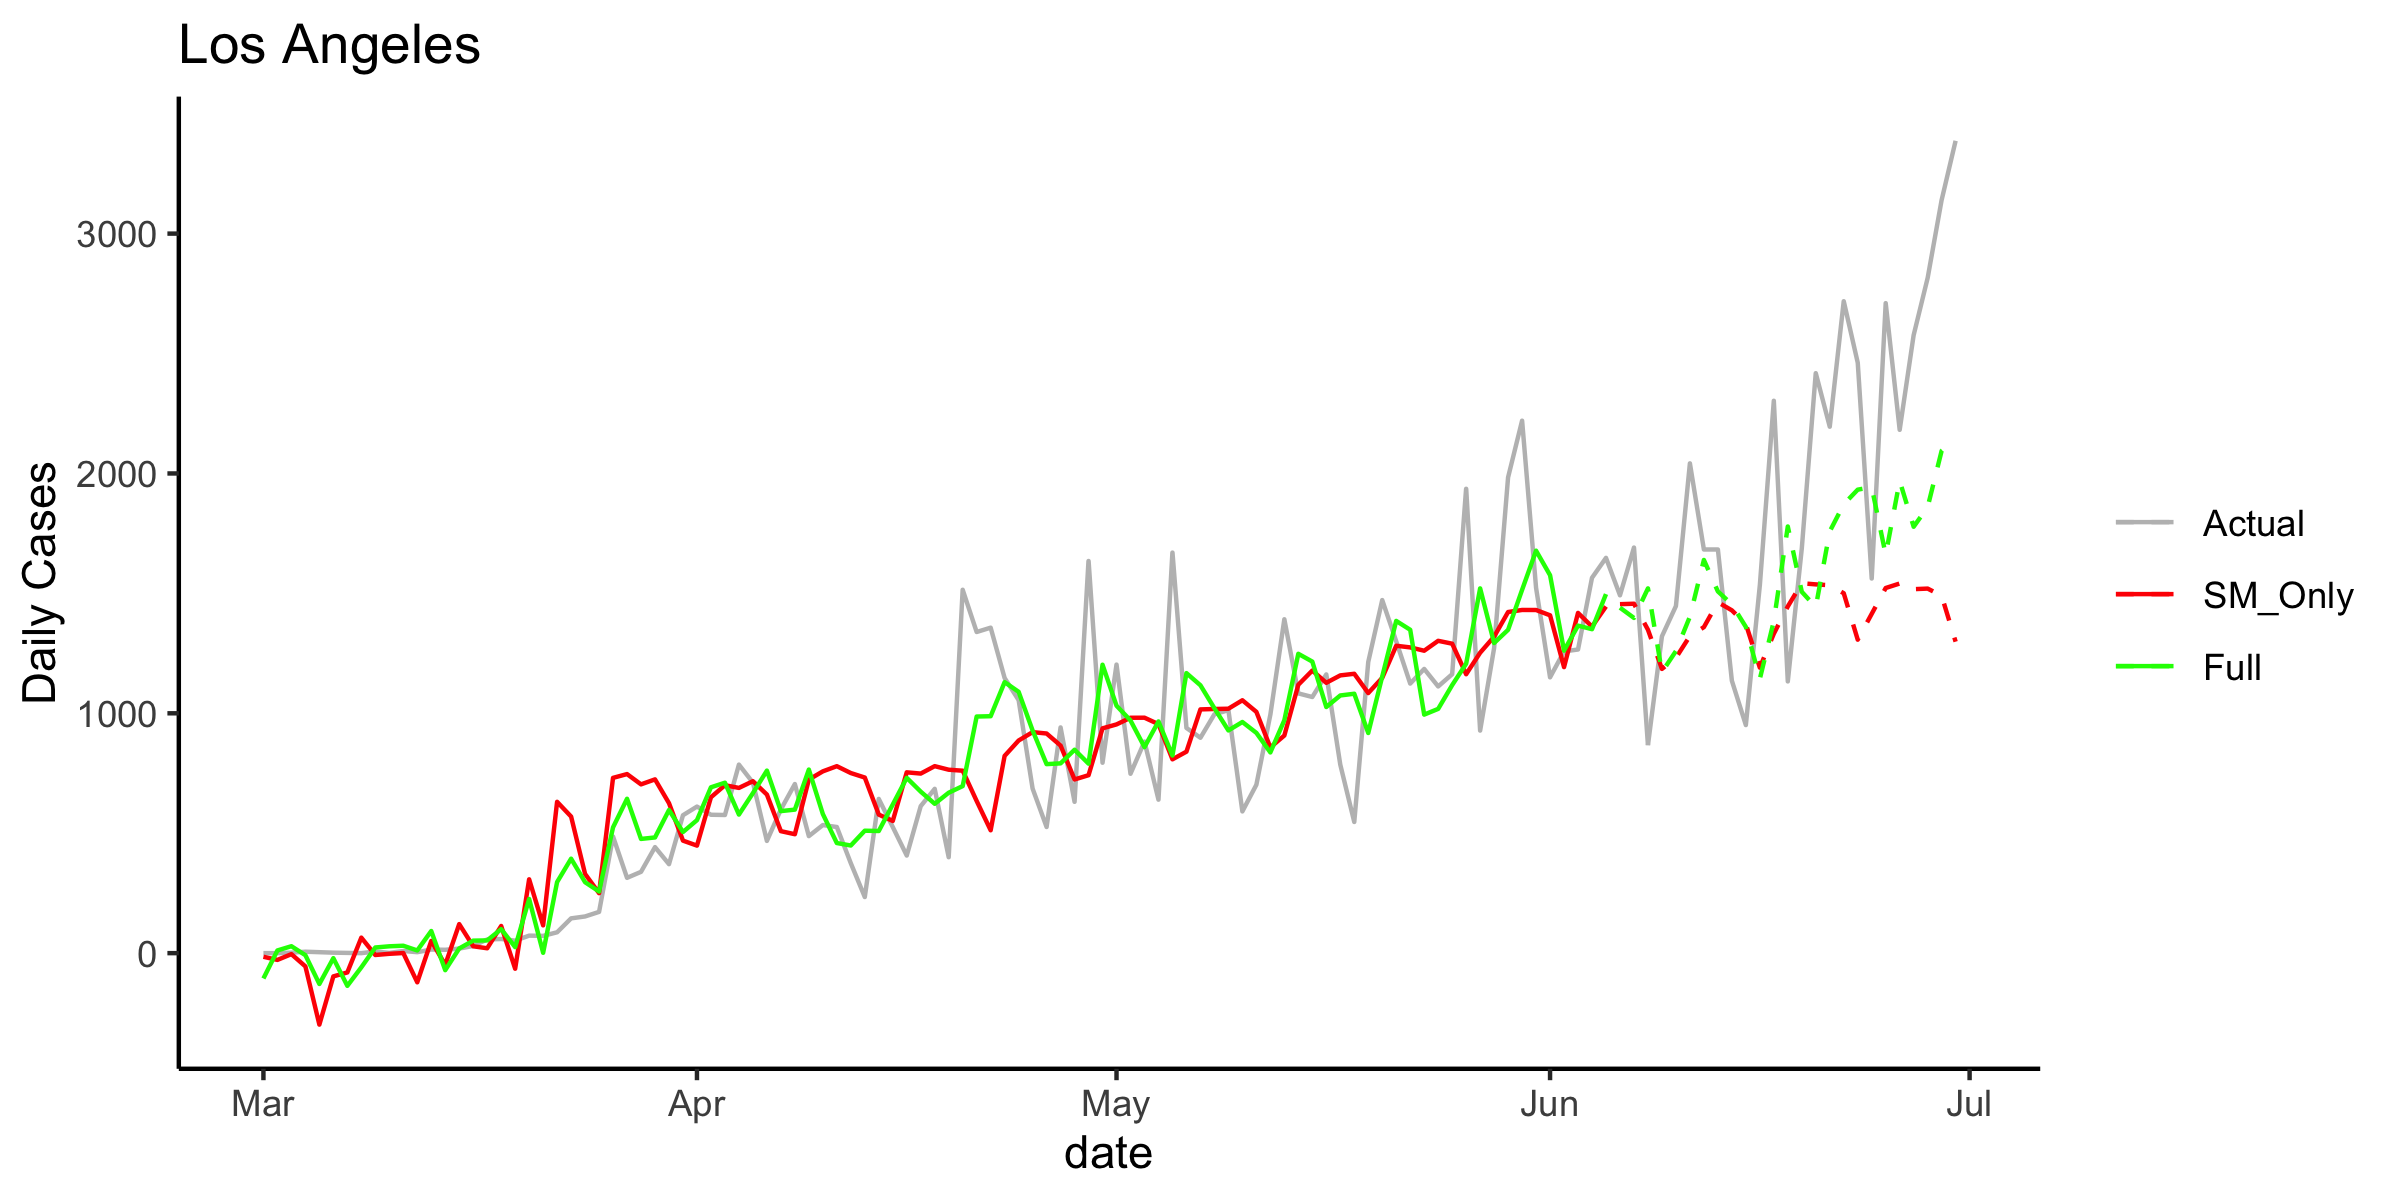 Los Angeles
Daily Cases
3000
2000
1000
0
Mar
Apr
May
Jun
Jul
date
Actual
SM_Only
Full